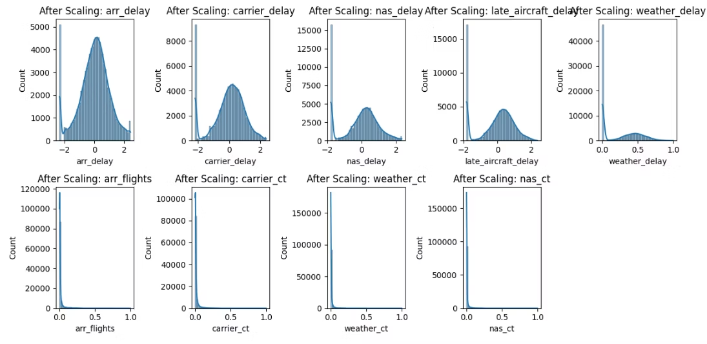 After Scaling: arr_delay
After Scaling: carrier_delay
After Scaling: nas_delay
After Scaling: late_aircraft_delay
After Scaling: weather_delay
Count
5000
4000
3000
2000
1000
0
−2
0
2
arr_delay
Count
8000
6000
4000
2000
0
−2
0
2
carrier_delay
Count
15000
12500
10000
7500
5000
2500
0
−2
0
2
nas_delay
Count
15000
10000
5000
0
−2
0
2
late_aircraft_delay
Count
40000
30000
20000
10000
0
0.0
0.5
1.0
weather_delay
After Scaling: arr_flights
After Scaling: carrier_ct
After Scaling: weather_ct
After Scaling: nas_ct
Count
120000
100000
80000
60000
40000
20000
0
0.0
0.5
1.0
arr_flights
Count
100000
80000
60000
40000
20000
0
0.0
0.5
1.0
carrier_ct
Count
150000
100000
50000
0
0.0
0.5
1.0
weather_ct
Count
150000
100000
50000
0
0.0
0.5
1.0
nas_ct